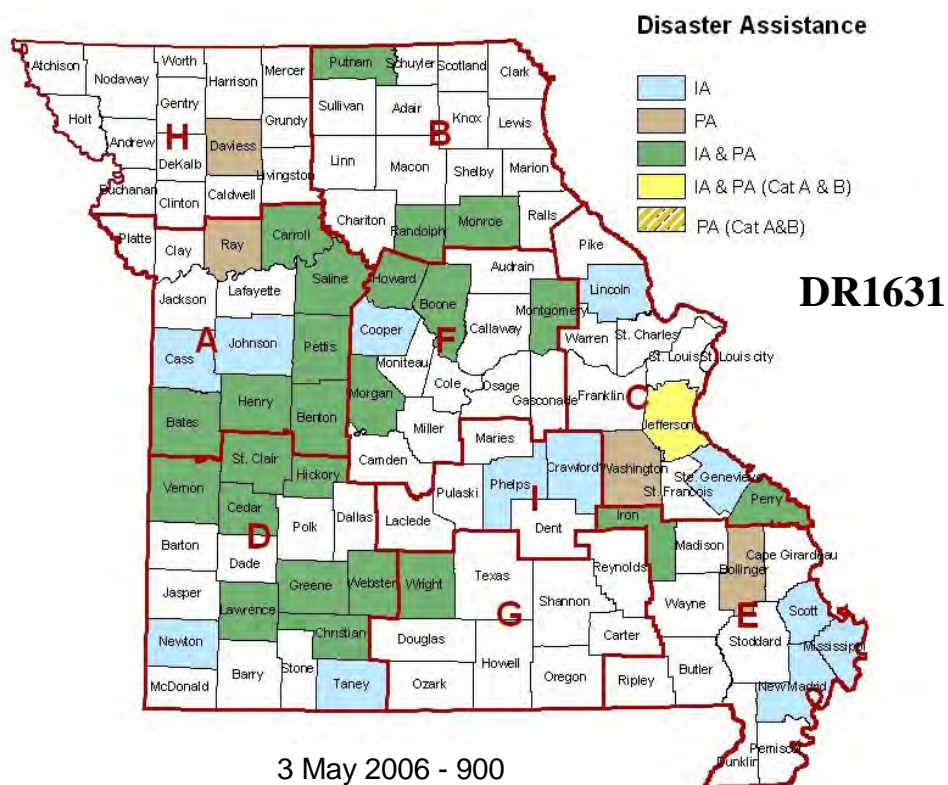 Disaster Assistance
IA
PA
IA & PA
IA & PA (Cat A & B)
PA (Cat A&B)
DR1631
Atchison
Nodaway
Worth
Harrison
Mercer
Putnam
Schuyler
Scotland
Clark
Gentry
Sullivan
Adair
Knox
Holt
Grundy
Lewis
Andrew
H
Daviess
B
DeKalb
Linn
Macon
Shelby
Marion
Livingston
Buchanan
Caldwell
Clinton
Chariton
Ralls
Randolph
Monroe
Platte
Clay
Ray
Carroll
Pike
Audrain
Saline
Howard
Jackson
Lafayette
Boone
Lincoln
Montgomery
Callaway
Cooper
A
Johnson
F
Warren
St. Charles
Cass
Pettis
Moniteau
St. Louis
St. Louis city
Cole
Osage
Morgan
Gasconade
Franklin
C
Henry
Benton
Bates
Miller
Jefferson
Maries
St. Clair
Camden
Crawford
Washington
Hickory
Phelps
Ste. Genevieve
Vernon
Pulaski
I
St. Francois
Perry
Cedar
Polk
Dallas
Laclede
Dent
Iron
D
Barton
Madison
Cape Girardeau
Dade
Reynolds
Bollinger
Jasper
Greene
Webster
Wright
Texas
Lawrence
Shannon
Wayne
E
Scott
G
Christian
Newton
Douglas
Carter
Stoddard
Mississippi
Stone
Howell
Barry
Butler
McDonald
Taney
Ozark
Oregon
Ripley
New Madrid
Pemiscot
Dunklin
3 May 2006 - 900